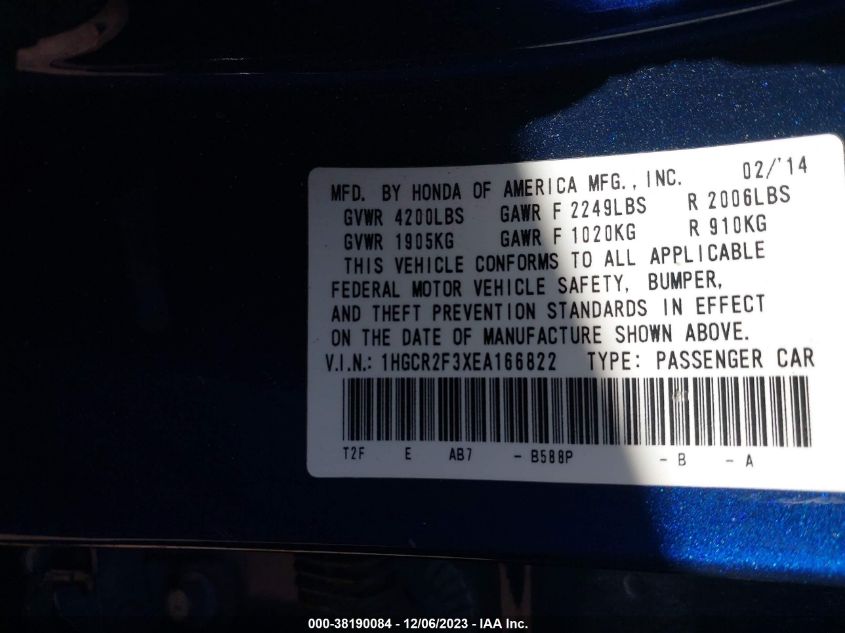 MFD. BY HONDA OF AMERICA MFG., INC. 02/'14
GVWR 4200LBS GAWR F 2249LBS R 2006LBS
GVWR 1905KG GAWR F 1020KG R 910KG
THIS VEHICLE CONFORMS TO ALL APPLICABLE
FEDERAL MOTOR VEHICLE SAFETY, BUMPER,
AND THEFT PREVENTION STANDARDS IN EFFECT
ON THE DATE OF MANUFACTURE SHOWN ABOVE.
V.I.N.: 1HGCR2F3XEA166822 TYPE: PASSENGER CAR
T2F E AB7 - B588P - B - A
000-38190084 - 12/06/2023 - IAA Inc.